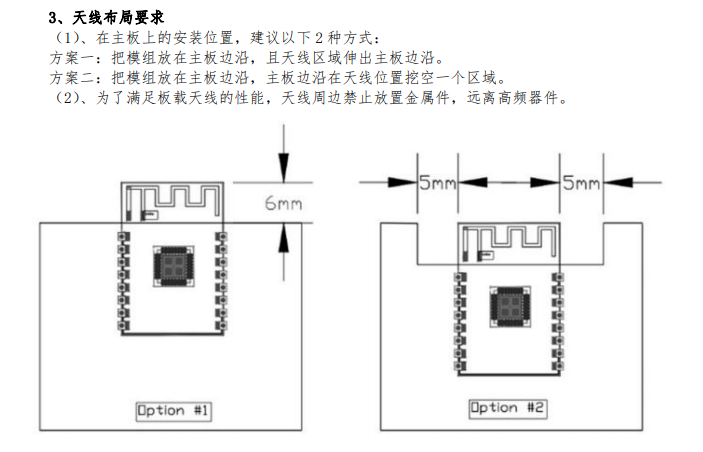 3、天线布局要求
（1）、在主板上的安装位置，建议以下 2 种方式：
方案一：把模组放在主板边沿，且天线区域伸出主板边沿。
方案二：把模组放在主板边沿，主板边沿在天线位置挖空一个区域。
（2）、为了满足板载天线的性能，天线周边禁止放置金属件，远离高频器件。
5mm
5mm
6mm
Option #1
Option #2